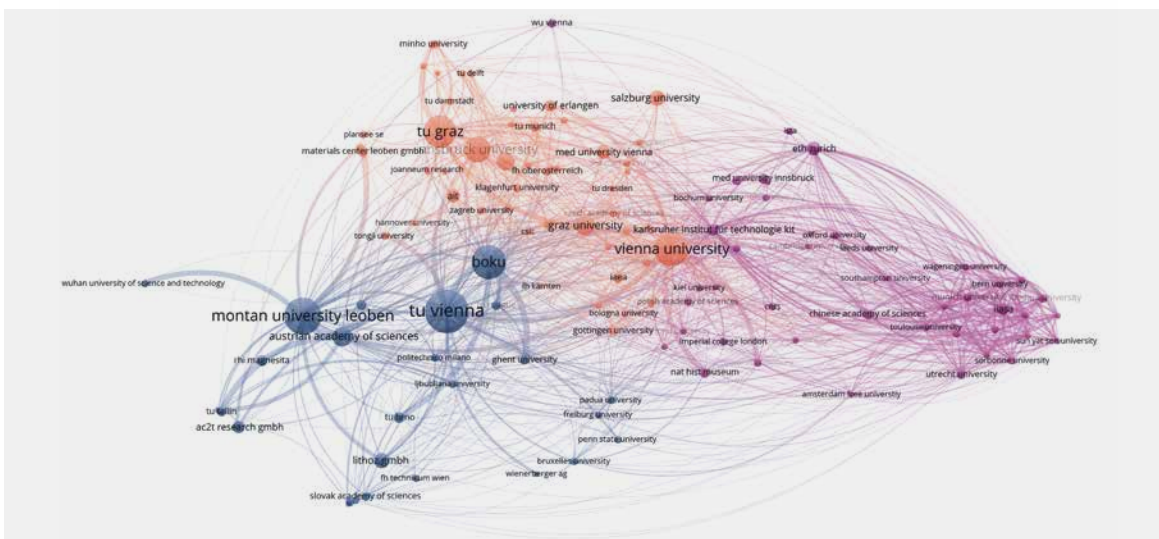 wu vienna
minho university
tu delft
tu darmstadt
university of erlangen
salzburg university
tu graz
tu munich
plansee se
materials center leoben gmbh
med university vienna
eth zurich
joanneum research
fh oberosterreich
klagenfurt university
tu dresden
med university innsbruck
bochum university
ait
zagreb university
hannover university
tonga university
csic
graz university
karlsruher institut für technologie kit
oxford university
leeds university
vienna university
boku
wuhan university of science and technology
fh kärnten
kiel university
southampton university
wageningen university
bern university
polish academy of sciences
cnrs
chinese academy of sciences
bologna university
montan university leoben
tu vienna
austrian academy of sciences
gottingen university
imperial college london
toulouse university
sun yat sen university
sorbonne university
utrecht university
rhi magnesita
politechnico milano
ghent university
nat hist museum
ljubuliana university
amsterdam free university
padua university
freiburg university
ac2t research gmbh
penn state university
lithoz gmbh
bruxelles university
wienerberger ag
fh technikum wien
slovak academy of sciences